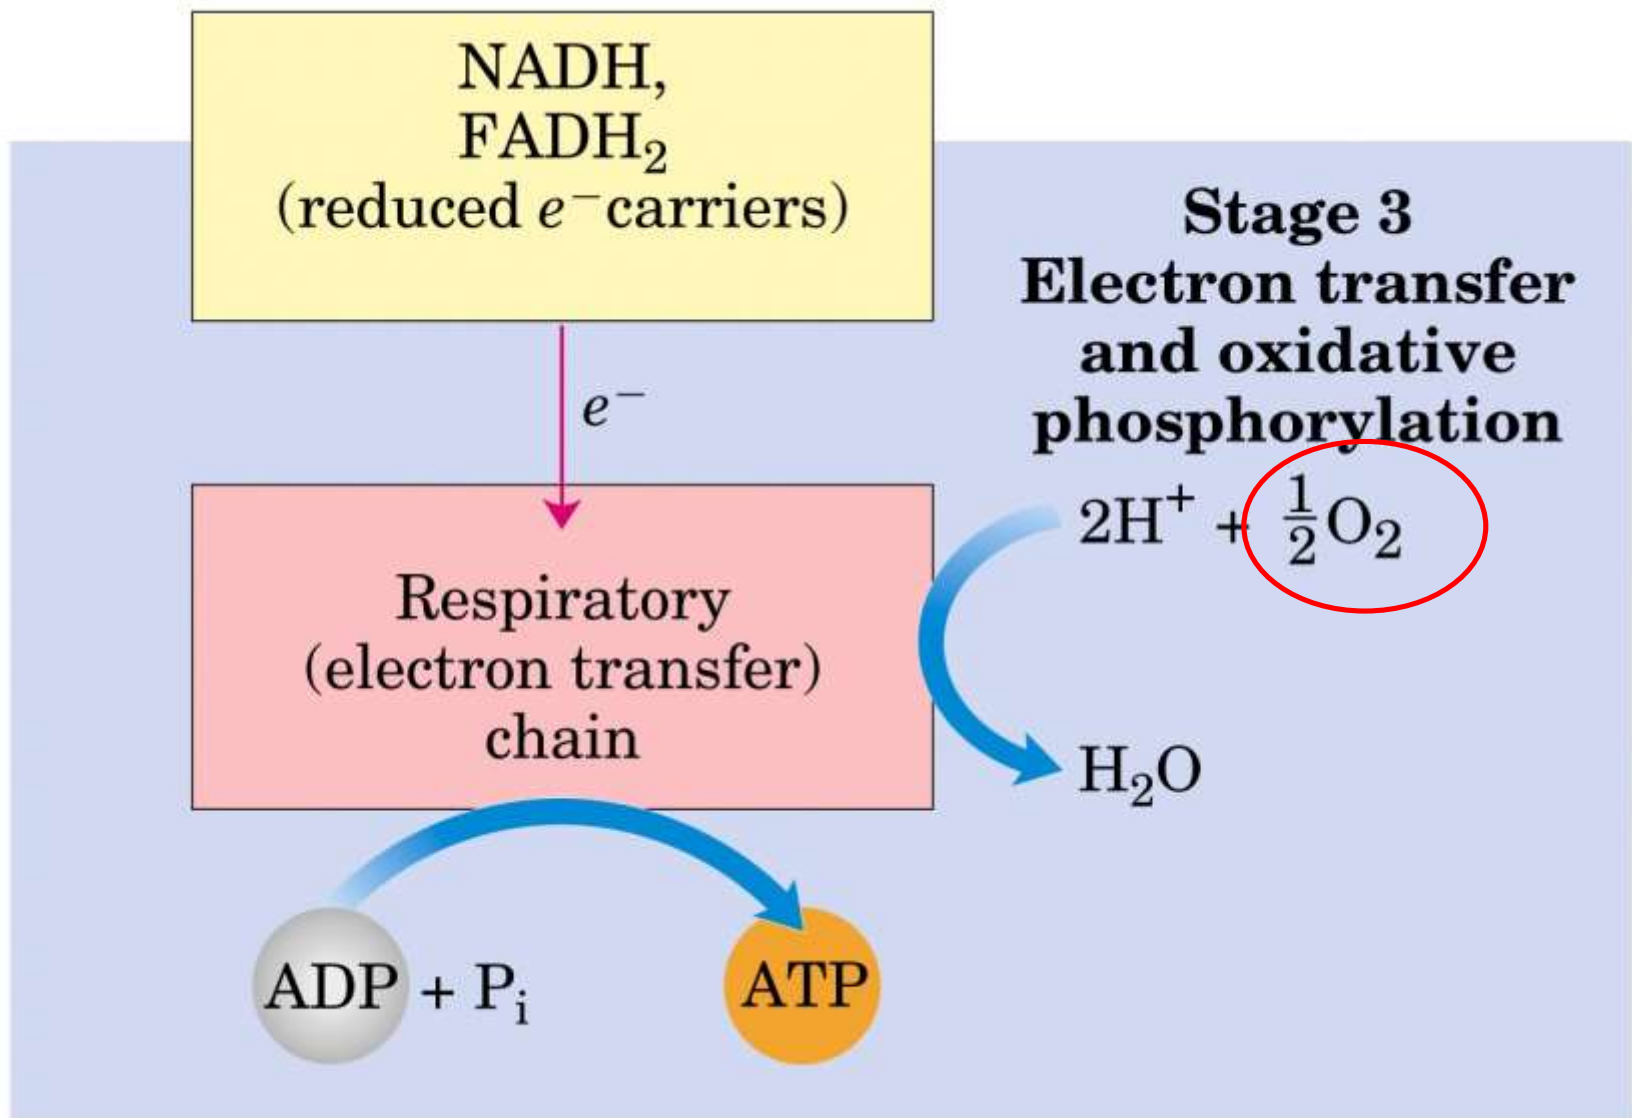 NADH,
FADH₂
(reduced e⁻ carriers)
Stage 3
Electron transfer
and oxidative
phosphorylation
e⁻
2H⁺ + ½O₂
Respiratory
(electron transfer)
chain
H₂O
ADP + Pᵢ
ATP